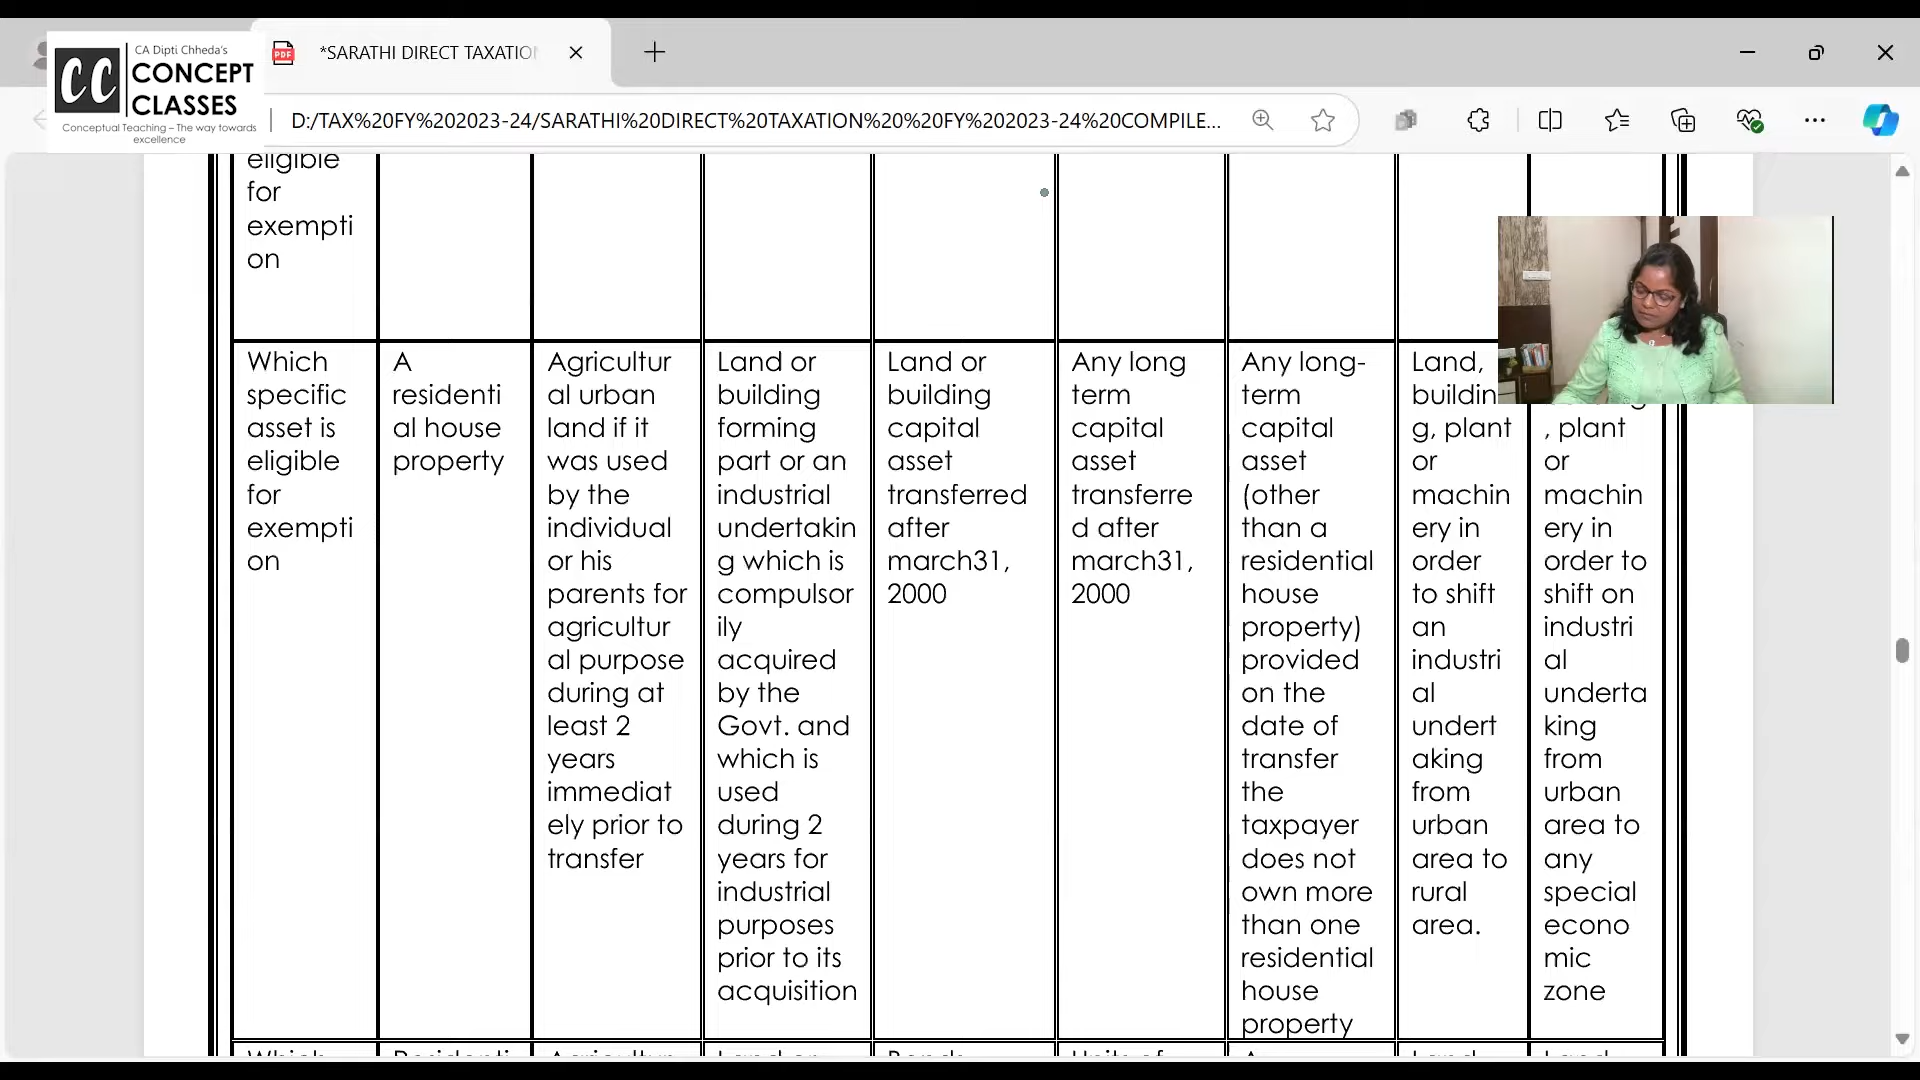 CA Dipti Chheda's
CONCEPT
CLASSES
Conceptual Teaching – The way towards
excellence
CC
*SARATHI DIRECT TAXATION
D:/TAX%20FY%202023-24/SARATHI%20DIRECT%20TAXATION%20%20FY%202023-24%20COMPILE...
eligible
for
exempti
on
Which
specific
asset is
eligible
for
exempti
on
A
residenti
al house
property
Agricultur
al urban
land if it
was used
by the
individual
or his
parents for
agricultur
al purpose
during at
least 2
years
immediat
ely prior to
transfer
Land or
building
forming
part or an
industrial
undertakin
g which is
compulsor
ily
acquired
by the
Govt. and
which is
used
during 2
years for
industrial
purposes
prior to its
acquisition
Land or
building
capital
asset
transferred
after
march31,
2000
Any long
term
capital
asset
transferre
d after
march31,
2000
Any long-
term
capital
asset
(other
than a
residential
house
property)
provided
on the
date of
transfer
the
taxpayer
does not
own more
than one
residential
house
property
Land,
buildin
g, plant
or
machin
ery in
order
to shift
an
industri
al
undert
aking
from
urban
area to
rural
area.
, plant
or
machin
ery in
order to
shift on
industri
al
underta
king
from
urban
area to
any
special
econo
mic
zone